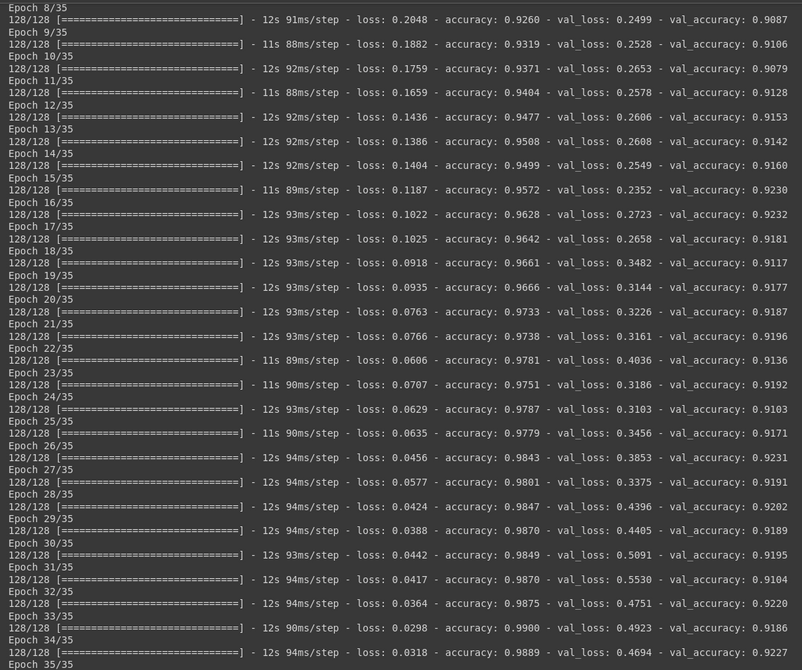 Epoch 8/35
128/128 [==============================] - 12s 91ms/step - loss: 0.2048 - accuracy: 0.9260 - val_loss: 0.2499 - val_accuracy: 0.9087
Epoch 9/35
128/128 [==============================] - 11s 88ms/step - loss: 0.1882 - accuracy: 0.9319 - val_loss: 0.2528 - val_accuracy: 0.9106
Epoch 10/35
128/128 [==============================] - 12s 92ms/step - loss: 0.1759 - accuracy: 0.9371 - val_loss: 0.2653 - val_accuracy: 0.9079
Epoch 11/35
128/128 [==============================] - 11s 88ms/step - loss: 0.1659 - accuracy: 0.9404 - val_loss: 0.2578 - val_accuracy: 0.9128
Epoch 12/35
128/128 [==============================] - 12s 92ms/step - loss: 0.1436 - accuracy: 0.9477 - val_loss: 0.2606 - val_accuracy: 0.9153
Epoch 13/35
128/128 [==============================] - 12s 92ms/step - loss: 0.1386 - accuracy: 0.9508 - val_loss: 0.2608 - val_accuracy: 0.9142
Epoch 14/35
128/128 [==============================] - 12s 92ms/step - loss: 0.1404 - accuracy: 0.9499 - val_loss: 0.2549 - val_accuracy: 0.9160
Epoch 15/35
128/128 [==============================] - 11s 89ms/step - loss: 0.1187 - accuracy: 0.9572 - val_loss: 0.2352 - val_accuracy: 0.9230
Epoch 16/35
128/128 [==============================] - 12s 93ms/step - loss: 0.1022 - accuracy: 0.9628 - val_loss: 0.2723 - val_accuracy: 0.9232
Epoch 17/35
128/128 [==============================] - 12s 93ms/step - loss: 0.1025 - accuracy: 0.9642 - val_loss: 0.2658 - val_accuracy: 0.9181
Epoch 18/35
128/128 [==============================] - 12s 93ms/step - loss: 0.0918 - accuracy: 0.9661 - val_loss: 0.3482 - val_accuracy: 0.9117
Epoch 19/35
128/128 [==============================] - 12s 93ms/step - loss: 0.0935 - accuracy: 0.9666 - val_loss: 0.3144 - val_accuracy: 0.9177
Epoch 20/35
128/128 [==============================] - 12s 93ms/step - loss: 0.0763 - accuracy: 0.9733 - val_loss: 0.3226 - val_accuracy: 0.9187
Epoch 21/35
128/128 [==============================] - 12s 93ms/step - loss: 0.0766 - accuracy: 0.9738 - val_loss: 0.3161 - val_accuracy: 0.9196
Epoch 22/35
128/128 [==============================] - 11s 89ms/step - loss: 0.0606 - accuracy: 0.9781 - val_loss: 0.4036 - val_accuracy: 0.9136
Epoch 23/35
128/128 [==============================] - 11s 90ms/step - loss: 0.0707 - accuracy: 0.9751 - val_loss: 0.3186 - val_accuracy: 0.9192
Epoch 24/35
128/128 [==============================] - 12s 93ms/step - loss: 0.0629 - accuracy: 0.9787 - val_loss: 0.3103 - val_accuracy: 0.9103
Epoch 25/35
128/128 [==============================] - 11s 90ms/step - loss: 0.0635 - accuracy: 0.9779 - val_loss: 0.3456 - val_accuracy: 0.9171
Epoch 26/35
128/128 [==============================] - 12s 94ms/step - loss: 0.0456 - accuracy: 0.9843 - val_loss: 0.3853 - val_accuracy: 0.9231
Epoch 27/35
128/128 [==============================] - 12s 94ms/step - loss: 0.0577 - accuracy: 0.9801 - val_loss: 0.3375 - val_accuracy: 0.9191
Epoch 28/35
128/128 [==============================] - 12s 94ms/step - loss: 0.0424 - accuracy: 0.9847 - val_loss: 0.4396 - val_accuracy: 0.9202
Epoch 29/35
128/128 [==============================] - 12s 94ms/step - loss: 0.0388 - accuracy: 0.9870 - val_loss: 0.4405 - val_accuracy: 0.9189
Epoch 30/35
128/128 [==============================] - 12s 93ms/step - loss: 0.0442 - accuracy: 0.9849 - val_loss: 0.5091 - val_accuracy: 0.9195
Epoch 31/35
128/128 [==============================] - 12s 94ms/step - loss: 0.0417 - accuracy: 0.9870 - val_loss: 0.5530 - val_accuracy: 0.9104
Epoch 32/35
128/128 [==============================] - 12s 94ms/step - loss: 0.0364 - accuracy: 0.9875 - val_loss: 0.4751 - val_accuracy: 0.9220
Epoch 33/35
128/128 [==============================] - 12s 90ms/step - loss: 0.0298 - accuracy: 0.9900 - val_loss: 0.4923 - val_accuracy: 0.9186
Epoch 34/35
128/128 [==============================] - 12s 94ms/step - loss: 0.0318 - accuracy: 0.9889 - val_loss: 0.4694 - val_accuracy: 0.9227
Epoch 35/35